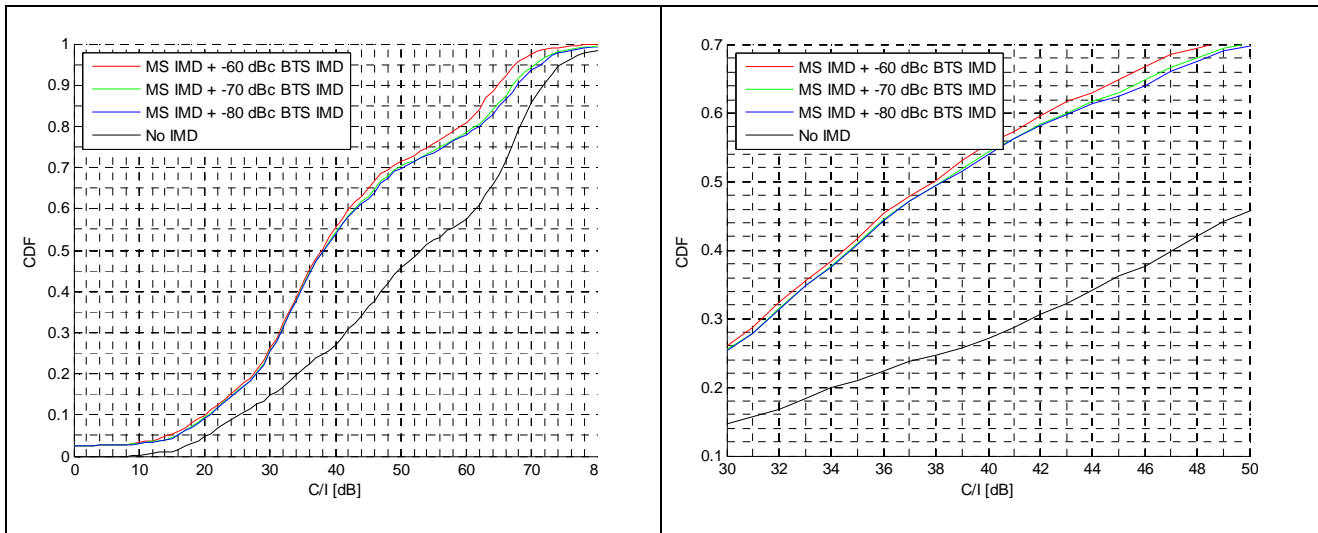 1
0.9
0.8
0.7
0.6
0.5
0.4
0.3
0.2
0.1
0
CDF
MS IMD + -60 dBc BTS IMD
MS IMD + -70 dBc BTS IMD
MS IMD + -80 dBc BTS IMD
No IMD
0 10 20 30 40 50 60 70 8
C/I [dB]
0.7
0.6
0.5
0.4
0.3
0.2
0.1
CDF
MS IMD + -60 dBc BTS IMD
MS IMD + -70 dBc BTS IMD
MS IMD + -80 dBc BTS IMD
No IMD
30 32 34 36 38 40 42 44 46 48 50
C/I [dB]